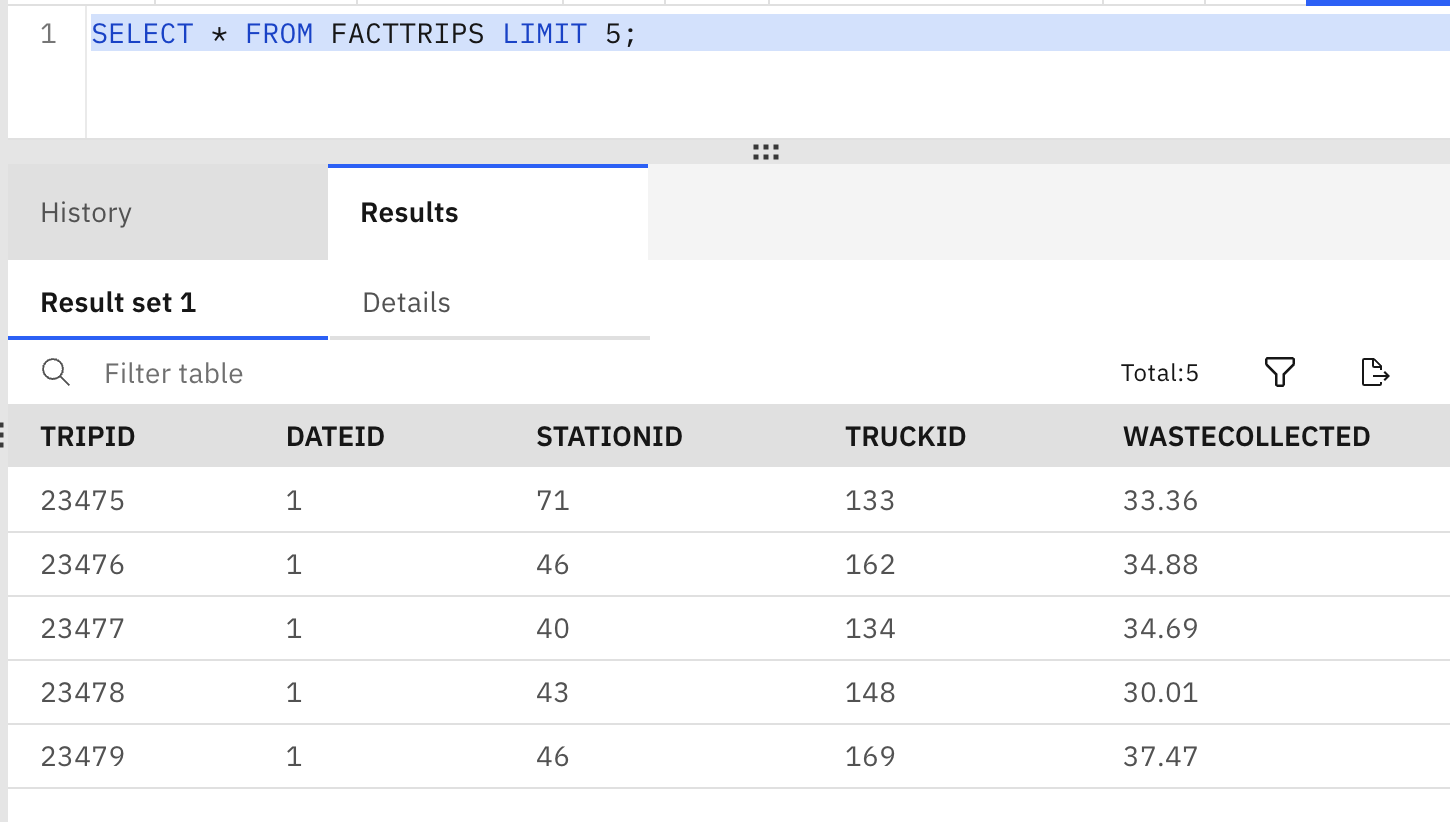 1 SELECT * FROM FACTTRIPS LIMIT 5;
History Results
Result set 1 Details
Filter table Total:5
TRIPID DATEID STATIONID TRUCKID WASTECOLLECTED
23475 1 71 133 33.36
23476 1 46 162 34.88
23477 1 40 134 34.69
23478 1 43 148 30.01
23479 1 46 169 37.47